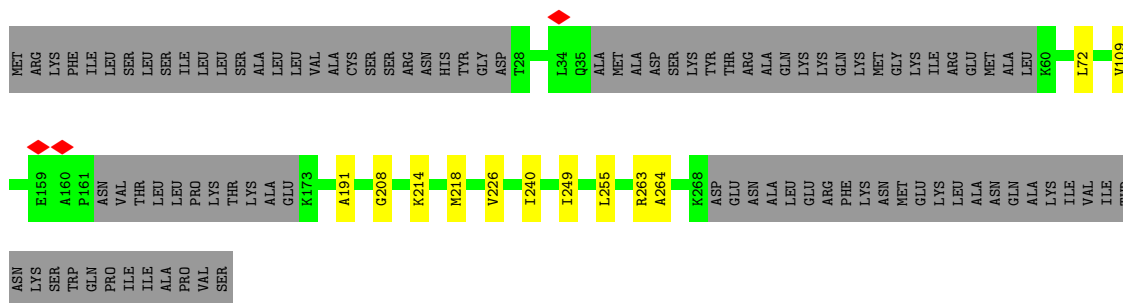 MET ARG LYS PHE ILE LEU SER LEU SER ILE LEU LEU SER ALA LEU LEU VAL ALA CYS SER SER ARG ASN HIS TYR GLY ASP T28 L34 Q35 ALA MET ALA ASP SER LYS TYR THR ARG ALA GLN LYS LYS GLN LYS MET GLY LYS ILE ARG GLU MET ALA LEU K60 L72 V109
E159 A160 P161 ASN VAL THR LEU LEU PRO LYS THR LYS ALA GLU K173 A191 G208 K214 M218 V226 I240 I249 L255 R263 A264 K268 ASP GLU ASN ALA LEU GLU ARG PHE LYS ASN MET GLU LYS LEU ALA ASN GLN ALA LYS ILE VAL ILE
ASN LYS SER TRP GLN PRO ILE ILE ALA PRO VAL SER